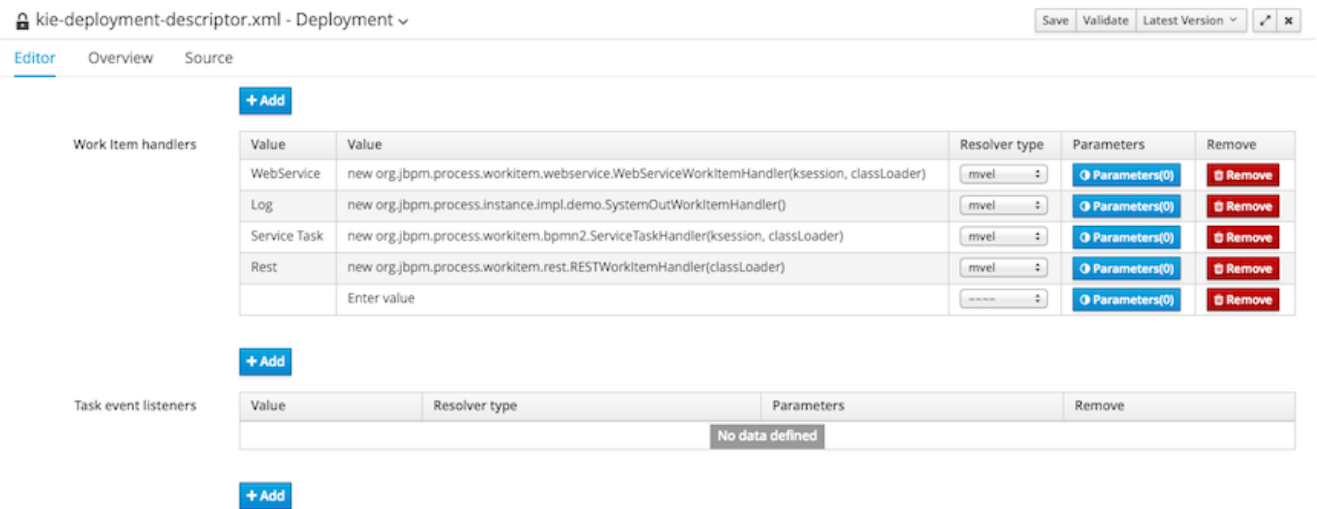 kie-deployment-descriptor.xml - Deployment
Save Validate Latest Version
Editor Overview Source
+ Add
Work Item handlers Value Value Resolver type Parameters Remove
WebService new org.jbpm.process.workitem.webservice.WebServiceWorkItemHandler(ksession, classLoader) mvel Parameters(0) Remove
Log new org.jbpm.process.instance.impl.demo.SystemOutWorkItemHandler() mvel Parameters(0) Remove
Service Task new org.jbpm.process.workitem.bpmn2.ServiceTaskHandler(ksession, classLoader) mvel Parameters(0) Remove
Rest new org.jbpm.process.workitem.rest.RESTWorkItemHandler(classLoader) mvel Parameters(0) Remove
Enter value ---- Parameters(0) Remove
+ Add
Task event listeners Value Resolver type Parameters Remove
No data defined
+ Add